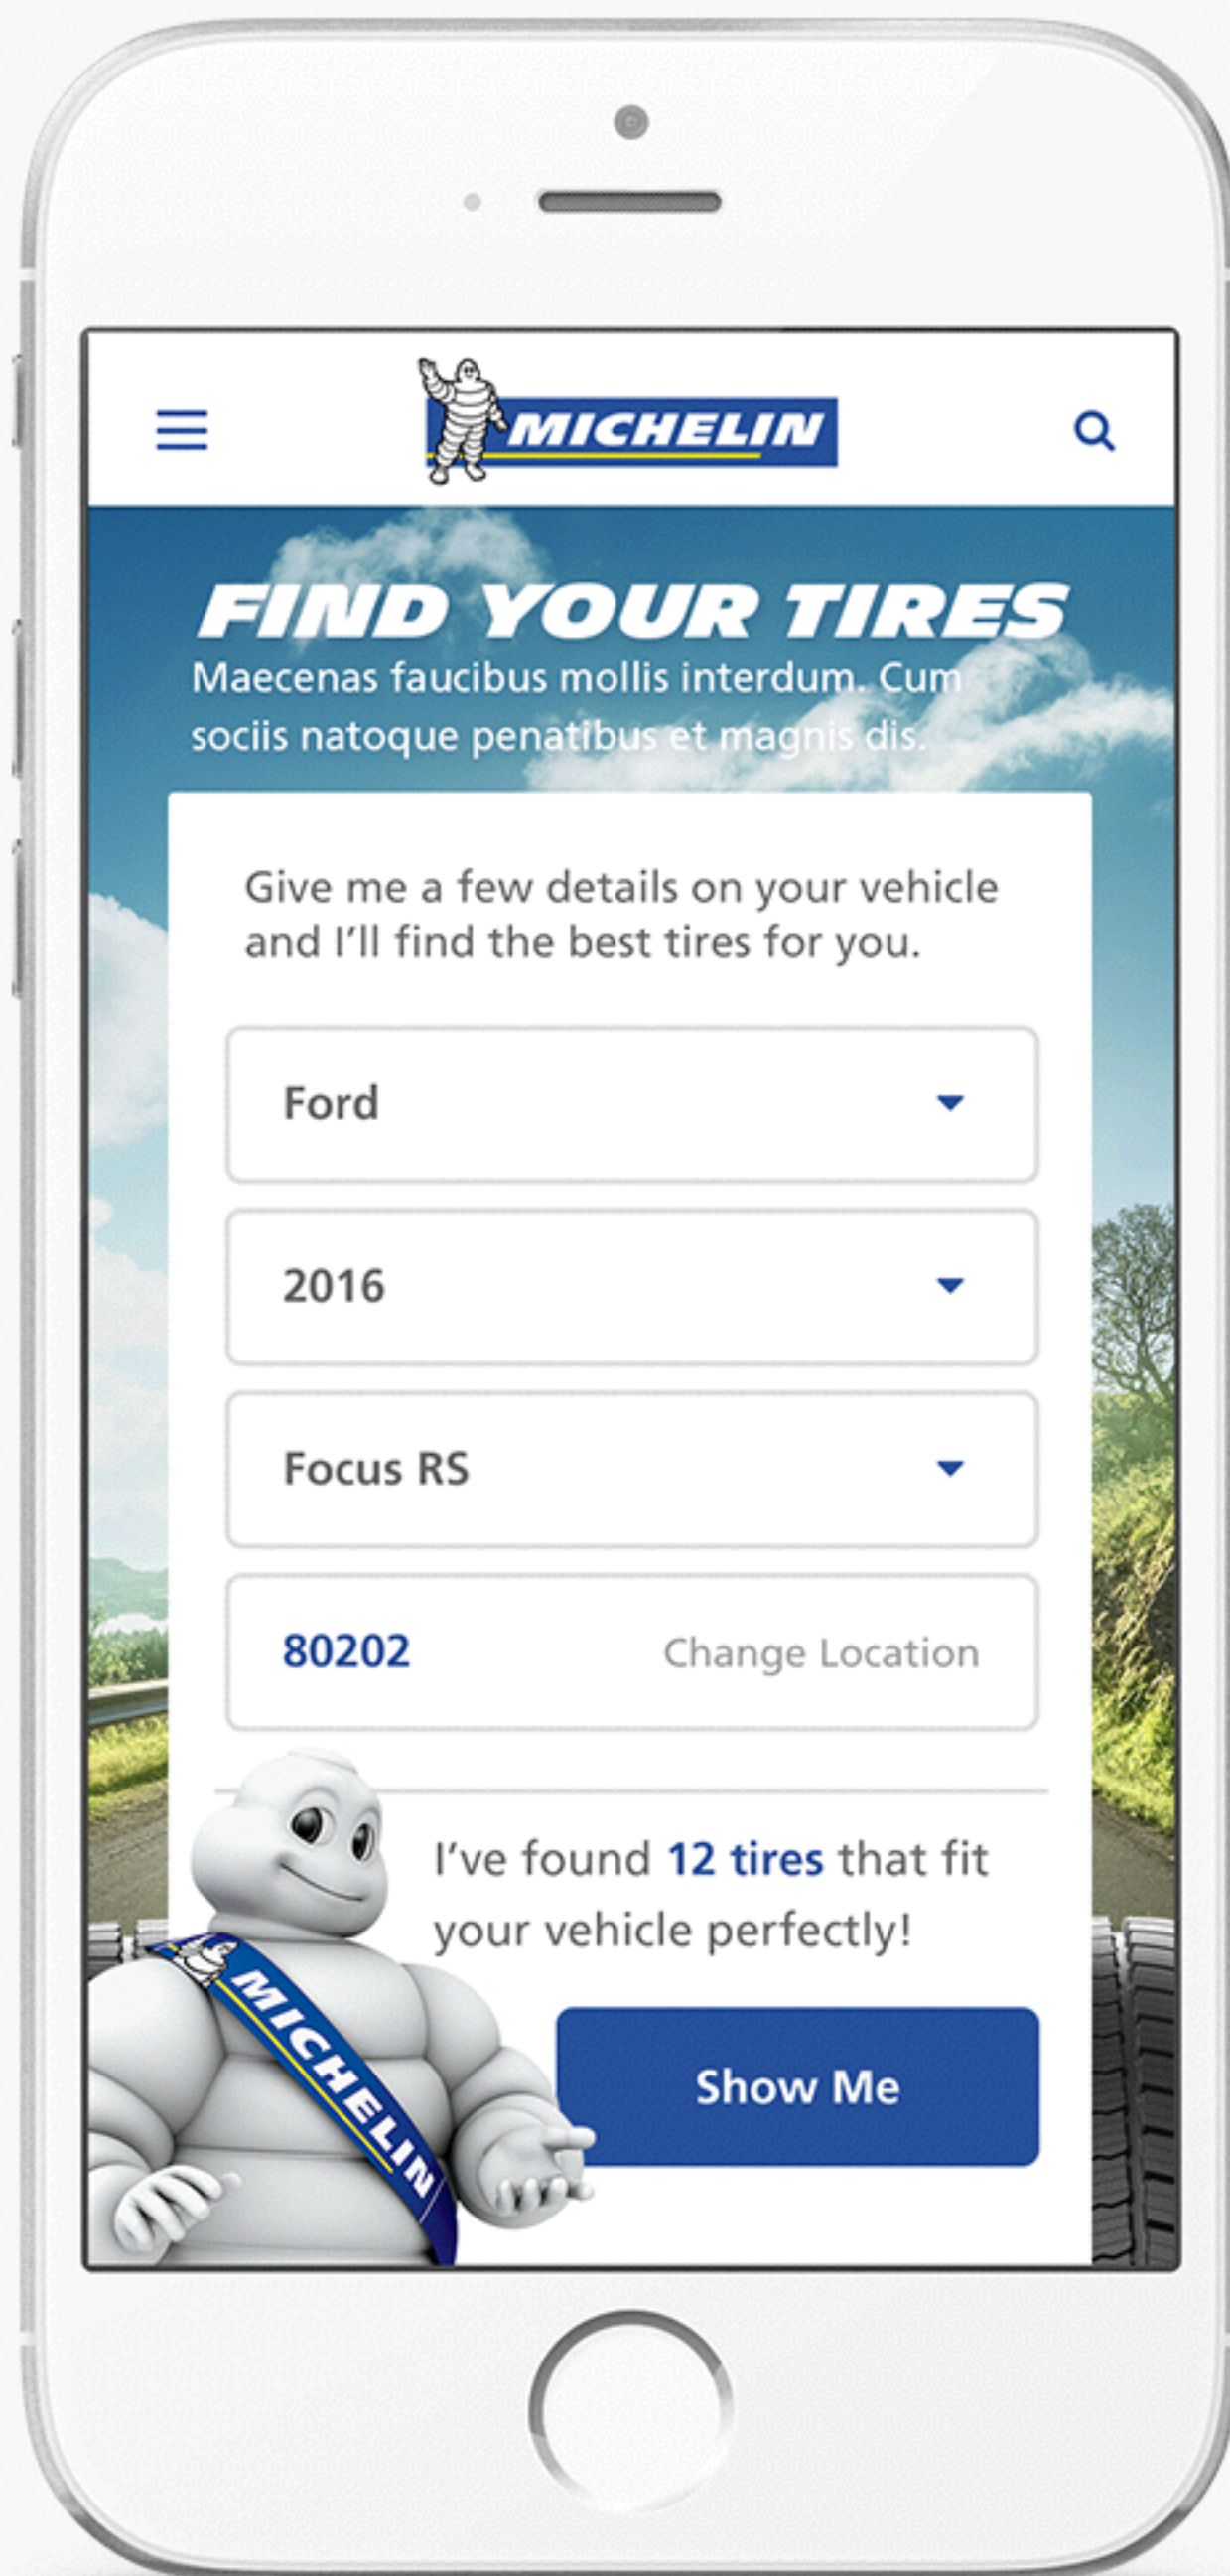 MICHELIN
FIND YOUR TIRES
Maecenas faucibus mollis interdum. Cum
sociis natoque penatibus et magnis dis.
Give me a few details on your vehicle
and I’ll find the best tires for you.
Ford
2016
Focus RS
80202 Change Location
I’ve found 12 tires that fit
your vehicle perfectly!
MICHELIN
Show Me